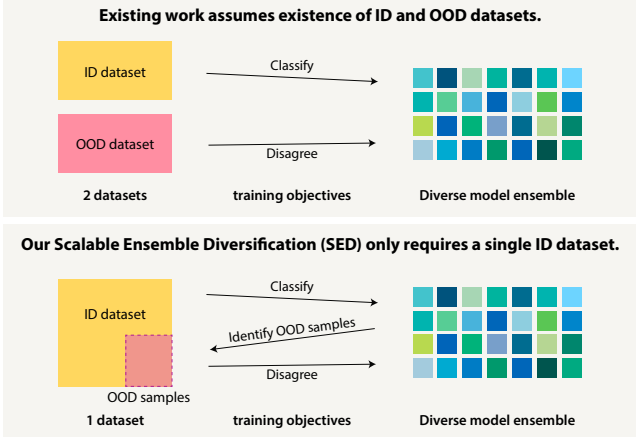 Existing work assumes existence of ID and OOD datasets.
ID dataset
Classify
OOD dataset
Disagree
2 datasets
training objectives
Diverse model ensemble
Our Scalable Ensemble Diversification (SED) only requires a single ID dataset.
Classify
ID dataset
Identify OOD samples
Disagree
OOD samples
1 dataset
training objectives
Diverse model ensemble